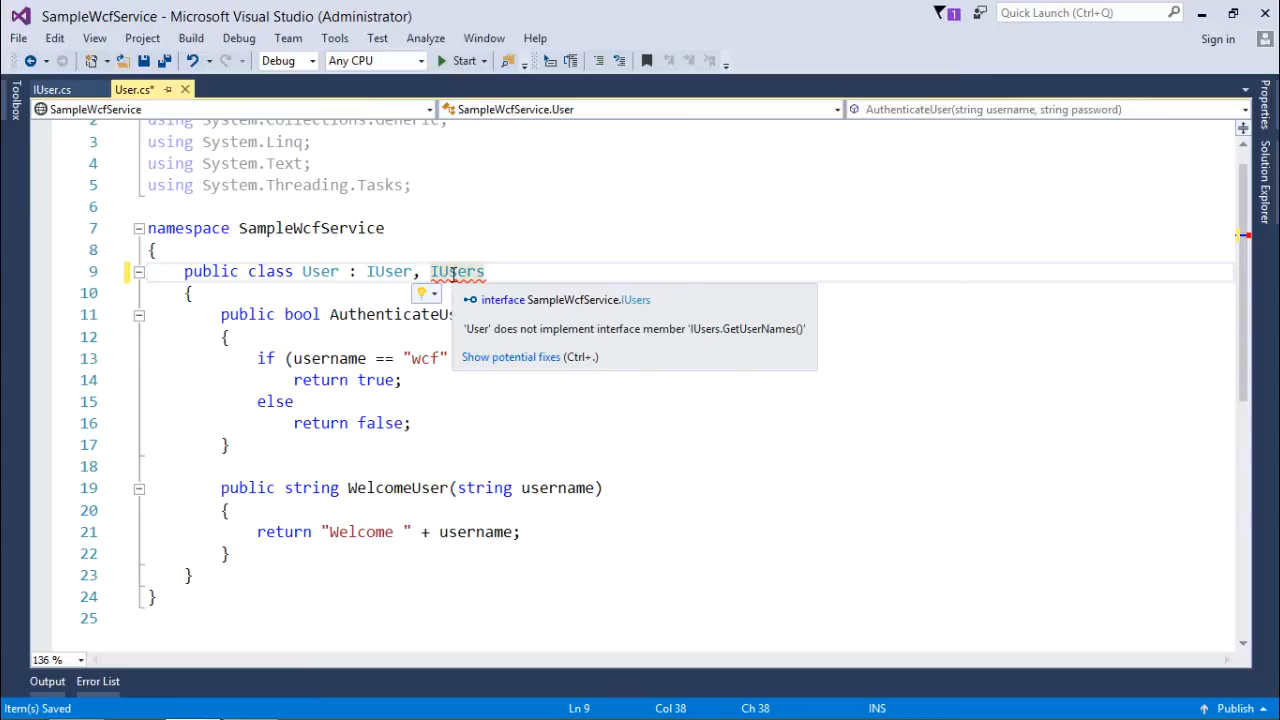 SampleWcfService - Microsoft Visual Studio (Administrator)
1
Quick Launch (Ctrl+Q)
File Edit View Project Build Debug Team Tools Test Analyze Window Help
Sign in
Debug Any CPU Start
IUser.cs User.cs*
SampleWcfService SampleWcfService.User AuthenticateUser(string username, string password)
Toolbox
Properties
Solution Explorer
2 using System.Collections.Generic;
3 using System.Linq;
4 using System.Text;
5 using System.Threading.Tasks;
6
7 namespace SampleWcfService
8 {
9 public class User : IUser, IUsers
10 {
interface SampleWcfService.IUsers
11 public bool AuthenticateUs
'User' does not implement interface member 'IUsers.GetUserNames()'
12 {
Show potential fixes (Ctrl+.)
13 if (username == "wcf"
14 return true;
15 else
16 return false;
17 }
18
19 public string WelcomeUser(string username)
20 {
21 return "Welcome " + username;
22 }
23 }
24 }
25
136 %
Output Error List
Item(s) Saved Ln 9 Col 38 Ch 38 INS Publish